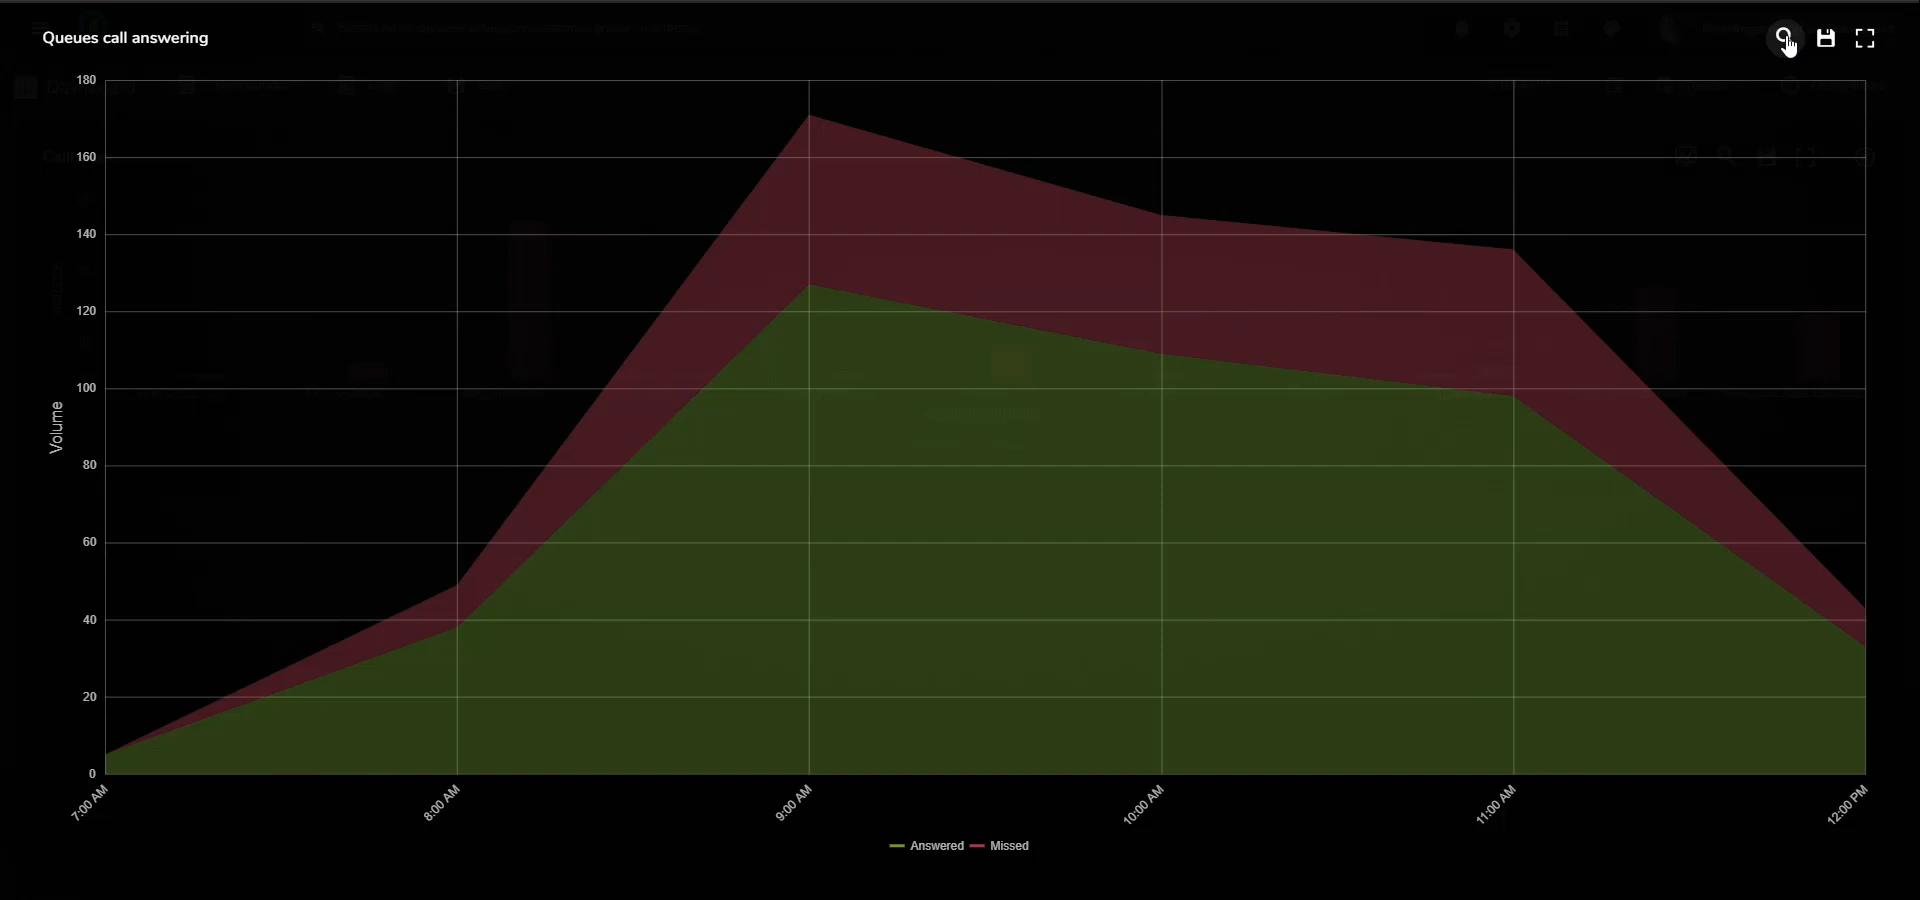 Queues call answering
180
160
140
120
100
80
60
40
20
0
Volume
7:00 AM
8:00 AM
9:00 AM
10:00 AM
11:00 AM
12:00 PM
Answered Missed